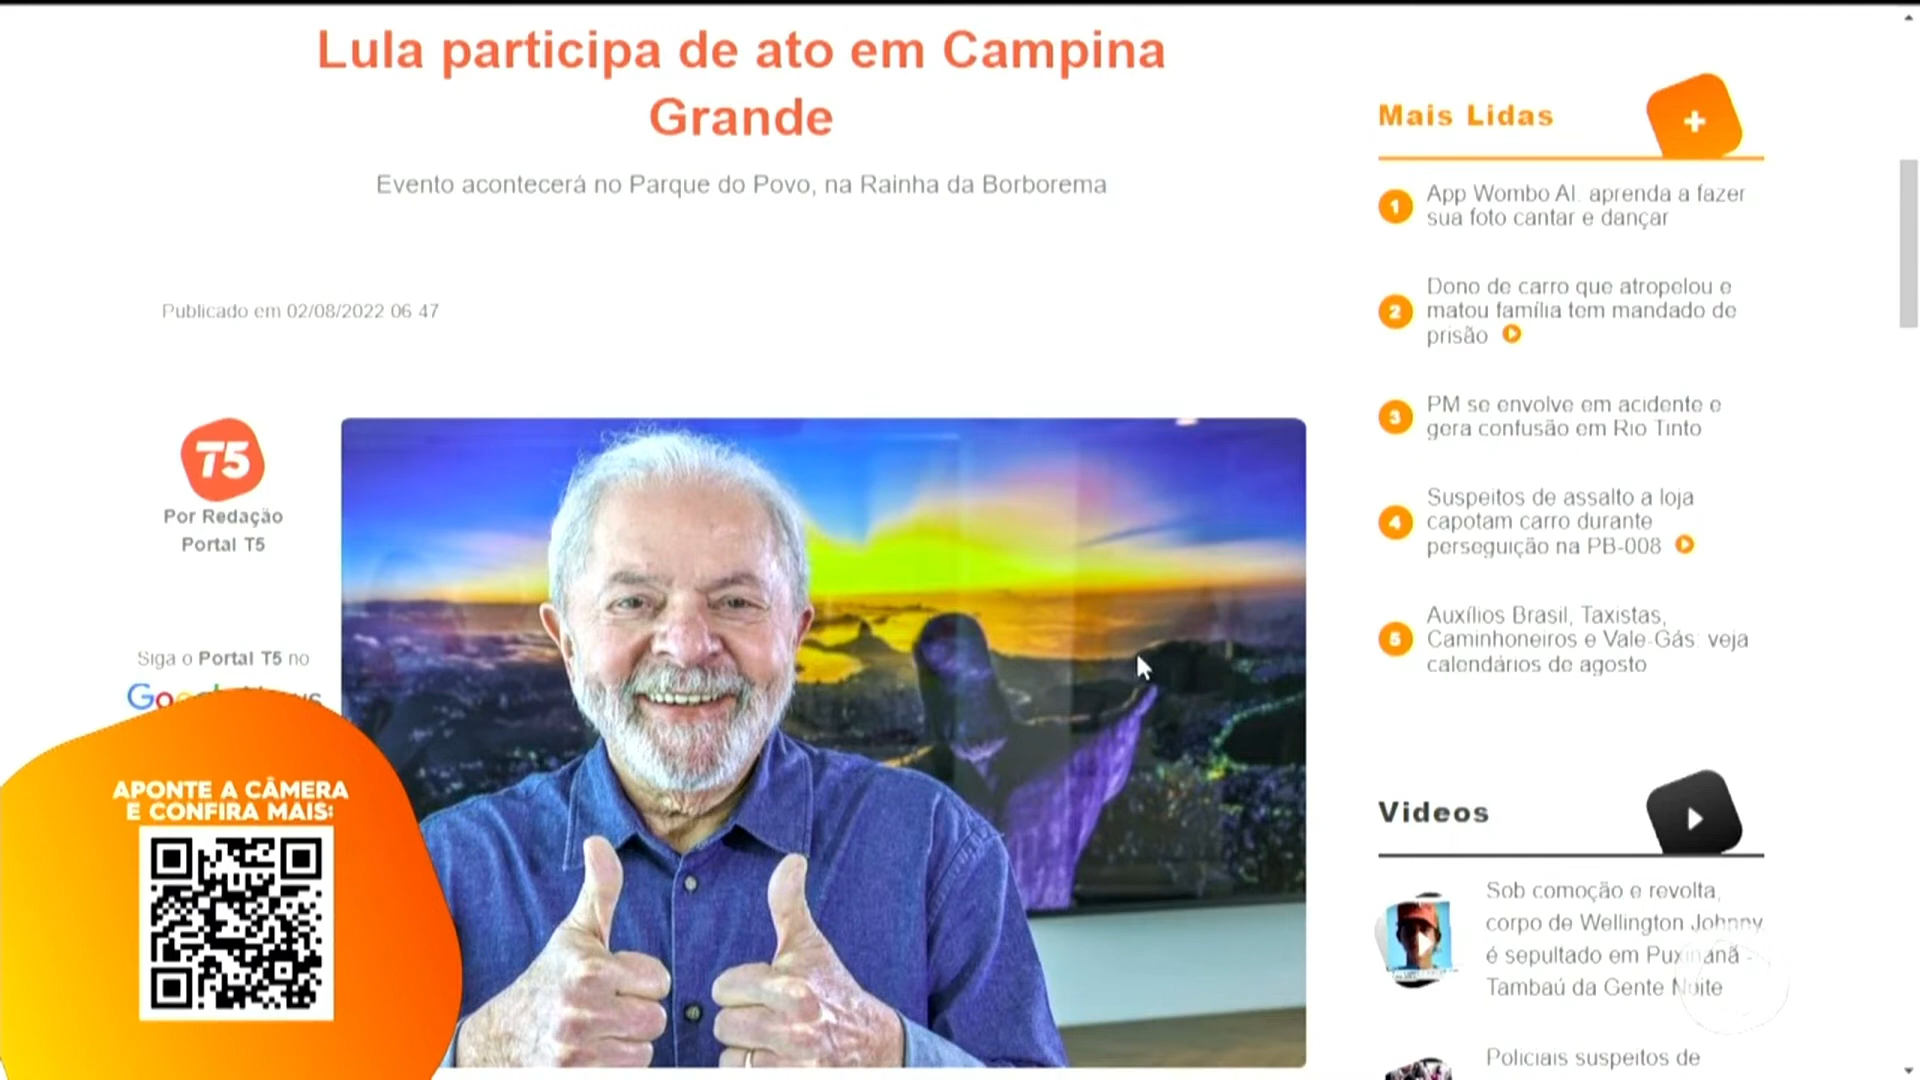 Lula participa de ato em Campina
Grande
Evento acontecerá no Parque do Povo, na Rainha da Borborema
Publicado em 02/08/2022 06 47
T5
Por Redação
Portal T5
Siga o Portal T5 no
APONTE A CÂMERA
E CONFIRA MAIS:
Mais Lidas
+
1
App Wombo AI. aprenda a fazer
sua foto cantar e dançar
2
Dono de carro que atropelou e
matou família tem mandado de
prisão
3
PM se envolve em acidente e
gera confusão em Rio Tinto
4
Suspeitos de assalto a loja
capotam carro durante
perseguição na PB-008
5
Auxílios Brasil, Taxistas,
Caminhoneiros e Vale-Gás: veja
calendários de agosto
Videos
Sob comoção e revolta,
corpo de Wellington Johnny
é sepultado em Puxinanã -
Tambaú da Gente Noite
Policiais suspeitos de